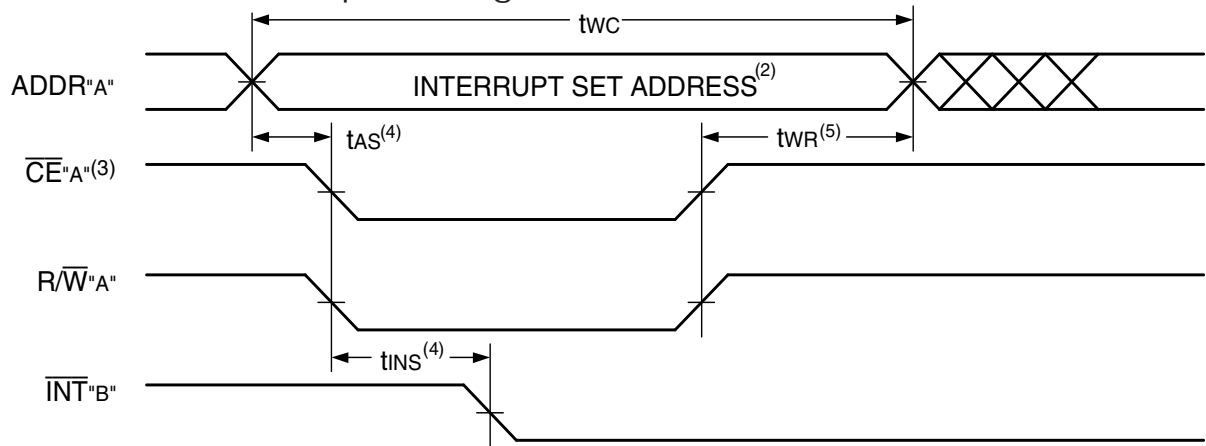 tWC
ADDR"A"
INTERRUPT SET ADDRESS(2)
tAS(4)
tWR(5)
CE"A"(3)
R/W"A"
tINS(4)
INT"B"